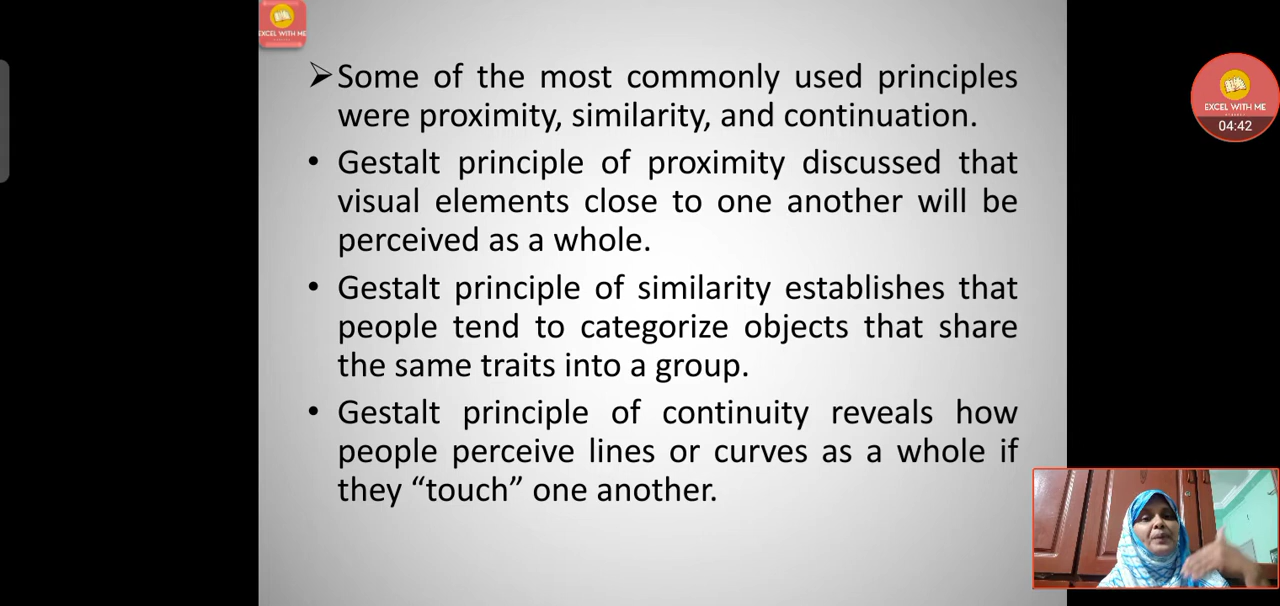 EXCEL WITH ME
➢Some of the most commonly used principles
were proximity, similarity, and continuation.
• Gestalt principle of proximity discussed that
visual elements close to one another will be
perceived as a whole.
• Gestalt principle of similarity establishes that
people tend to categorize objects that share
the same traits into a group.
• Gestalt principle of continuity reveals how
people perceive lines or curves as a whole if
they “touch” one another.
EXCEL WITH ME
04:42